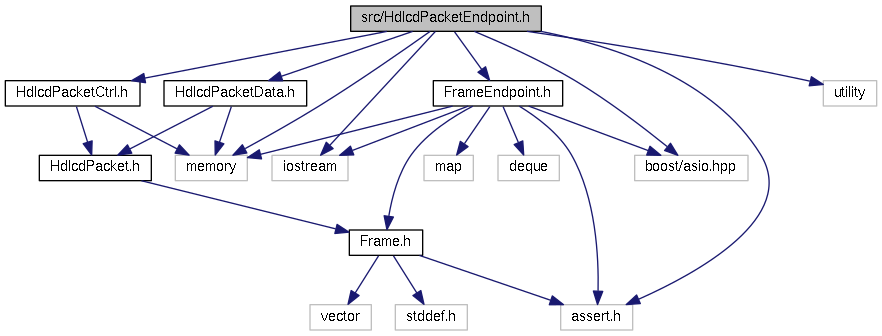 src/HdlcdPacketEndpoint.h
HdlcdPacketCtrl.h
HdlcdPacketData.h
FrameEndpoint.h
utility
HdlcdPacket.h
memory
iostream
map
deque
boost/asio.hpp
Frame.h
vector
stddef.h
assert.h